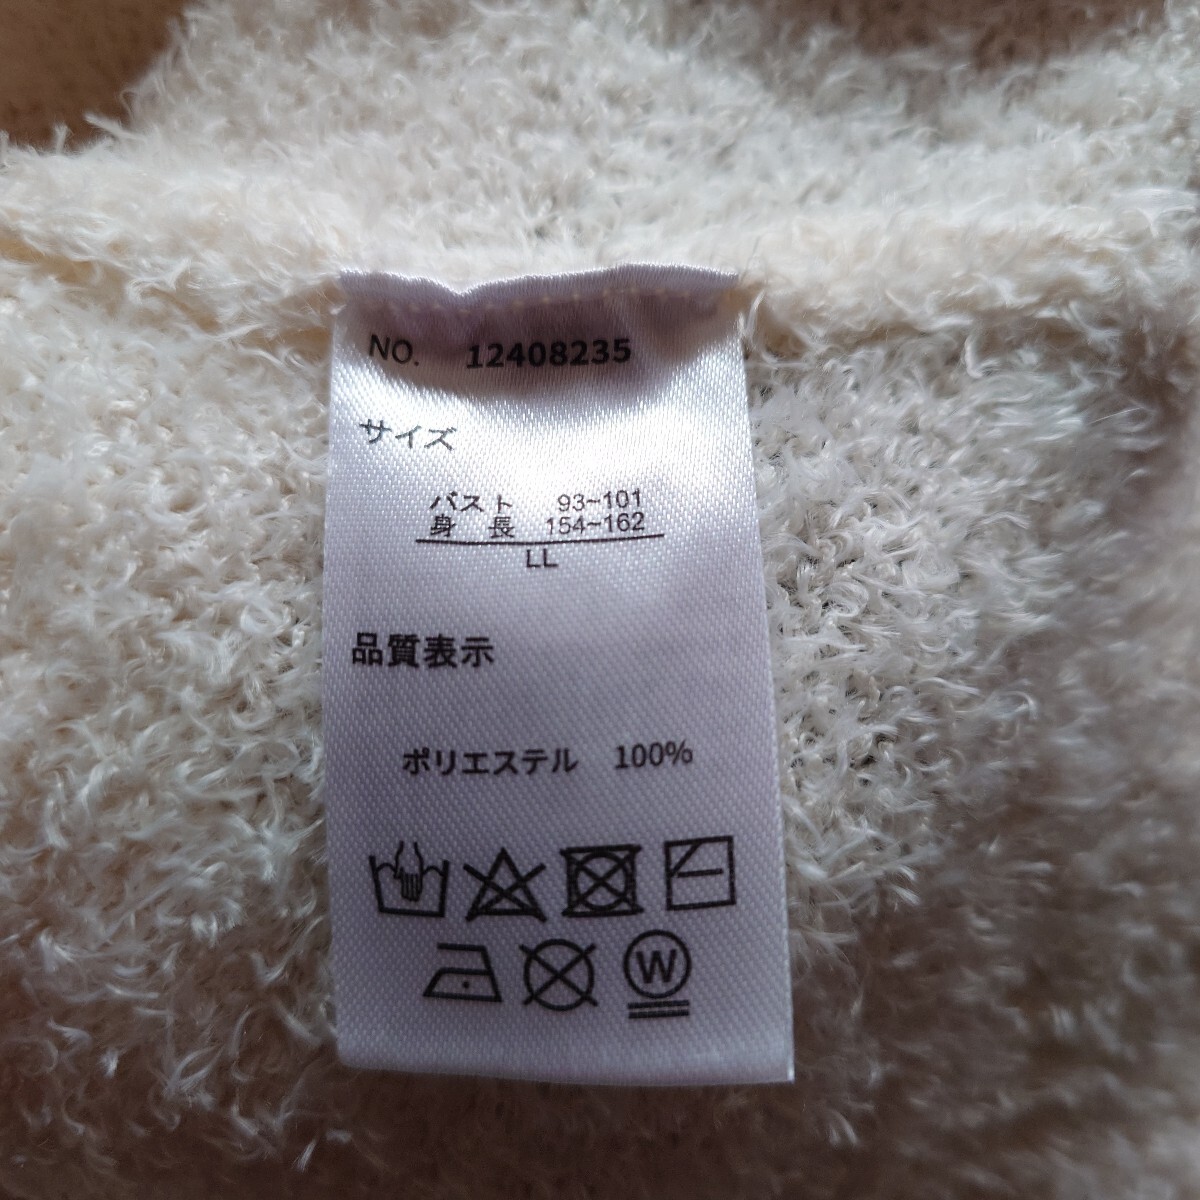 NO. 12408235
サイズ
バスト 93~101
身 長 154~162
LL
品質表示
ポリエステル 100%
W